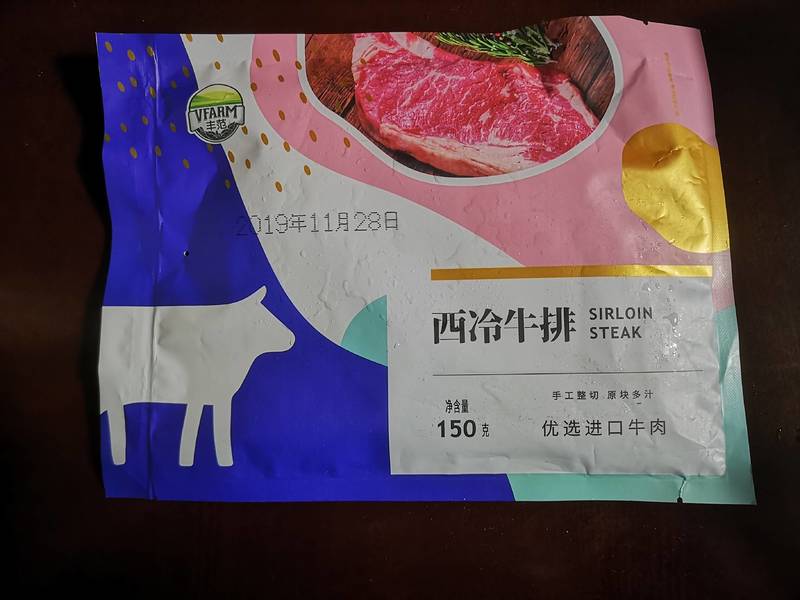 VFARM
丰范
2019年11月28日
西冷牛排
SIRLOIN
STEAK
净含量
150克
手工整切 原块多汁
优选进口牛肉